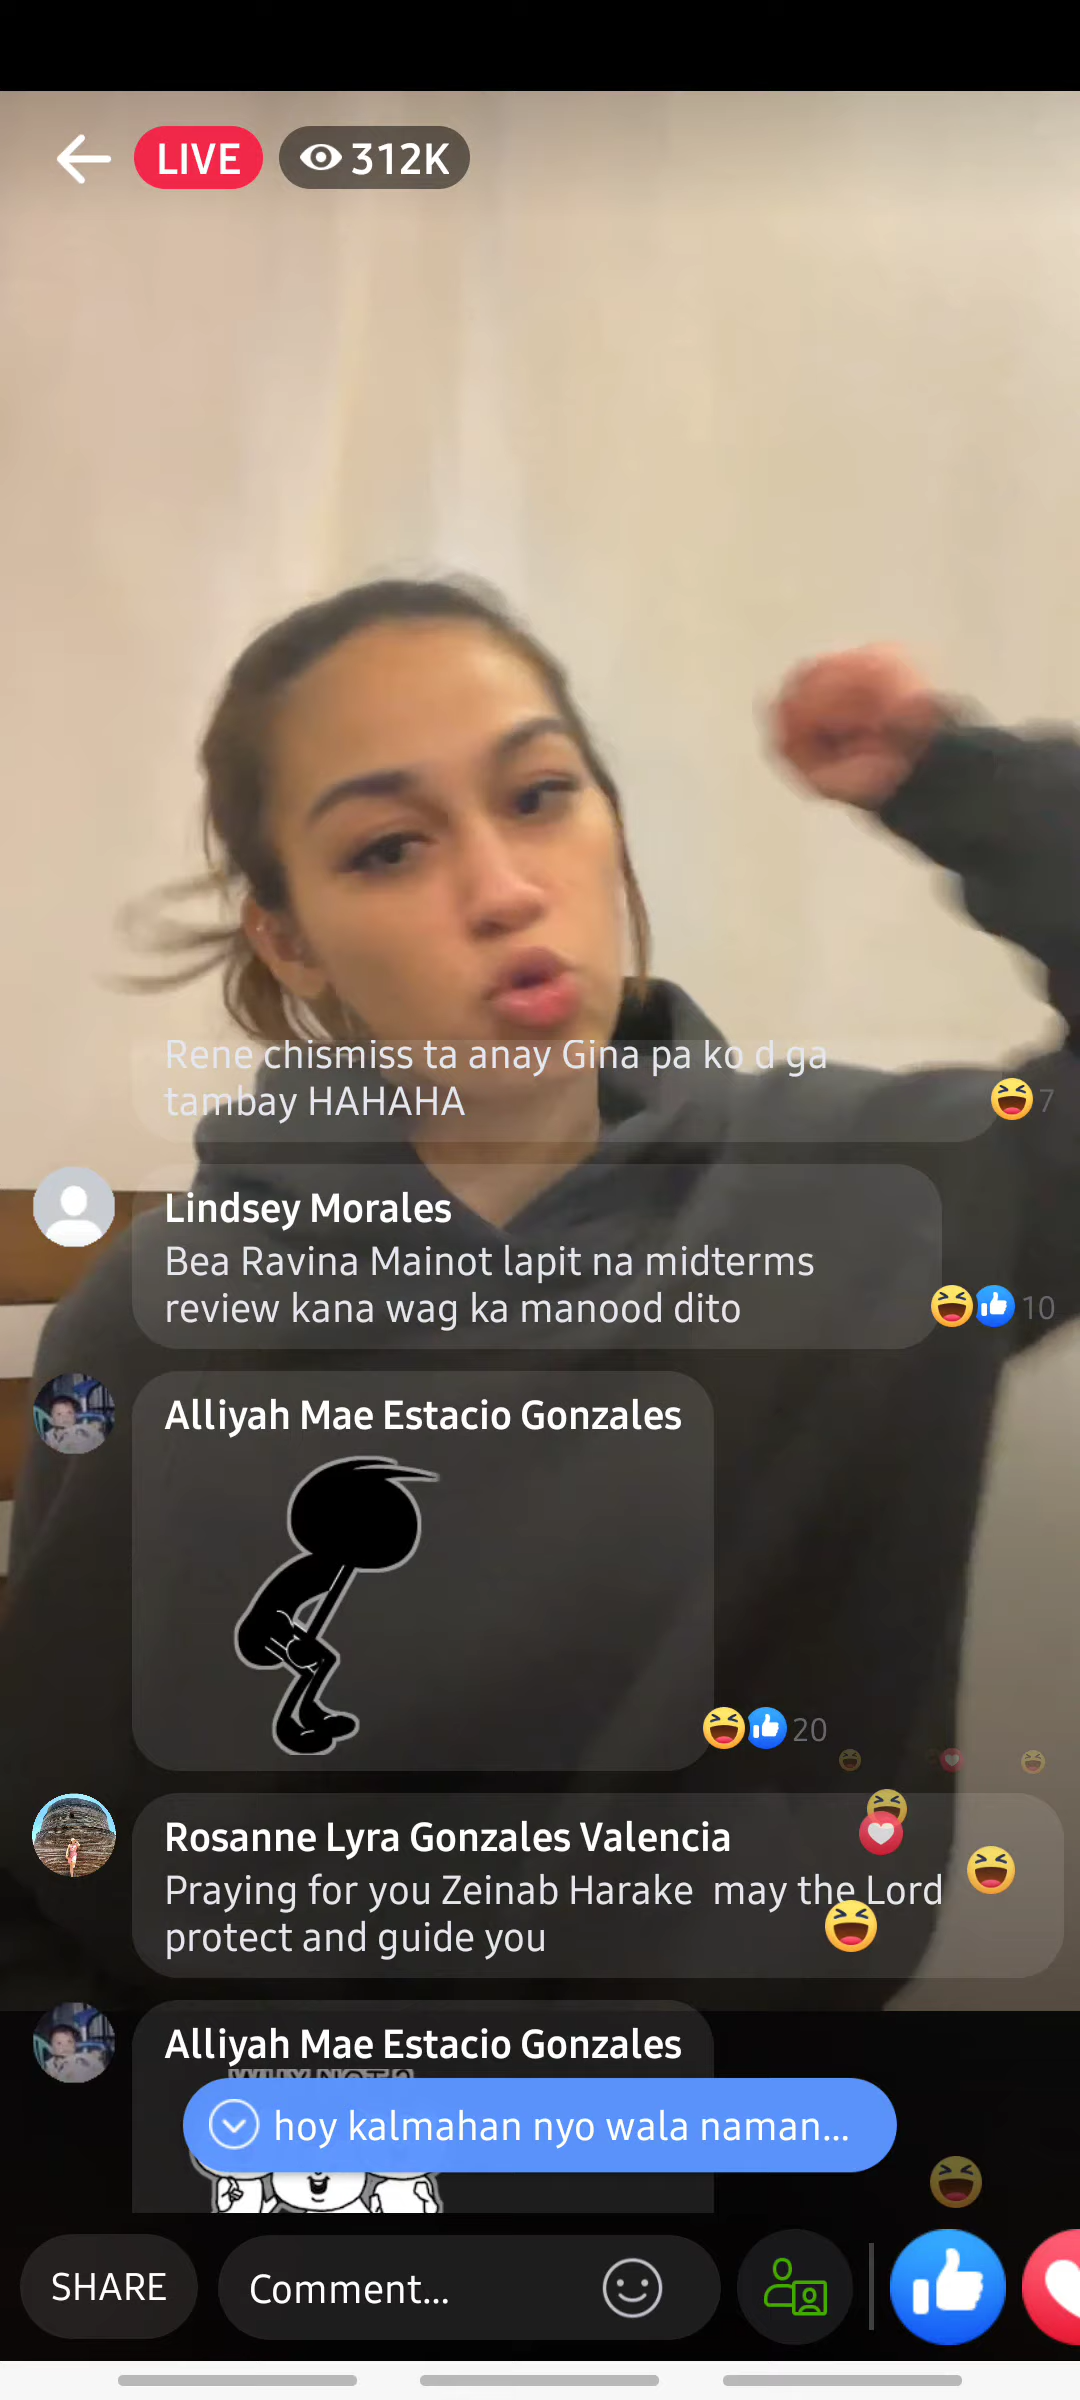 LIVE
312K
Rene chismiss ta anay Gina pa ko d ga
tambay HAHAHA
7
Lindsey Morales
Bea Ravina Mainot lapit na midterms
review kana wag ka manood dito
10
Alliyah Mae Estacio Gonzales
20
Rosanne Lyra Gonzales Valencia
Praying for you Zeinab Harake  may the Lord
protect and guide you
Alliyah Mae Estacio Gonzales
WHY NOT?
hoy kalmahan nyo wala naman...
SHARE
Comment...